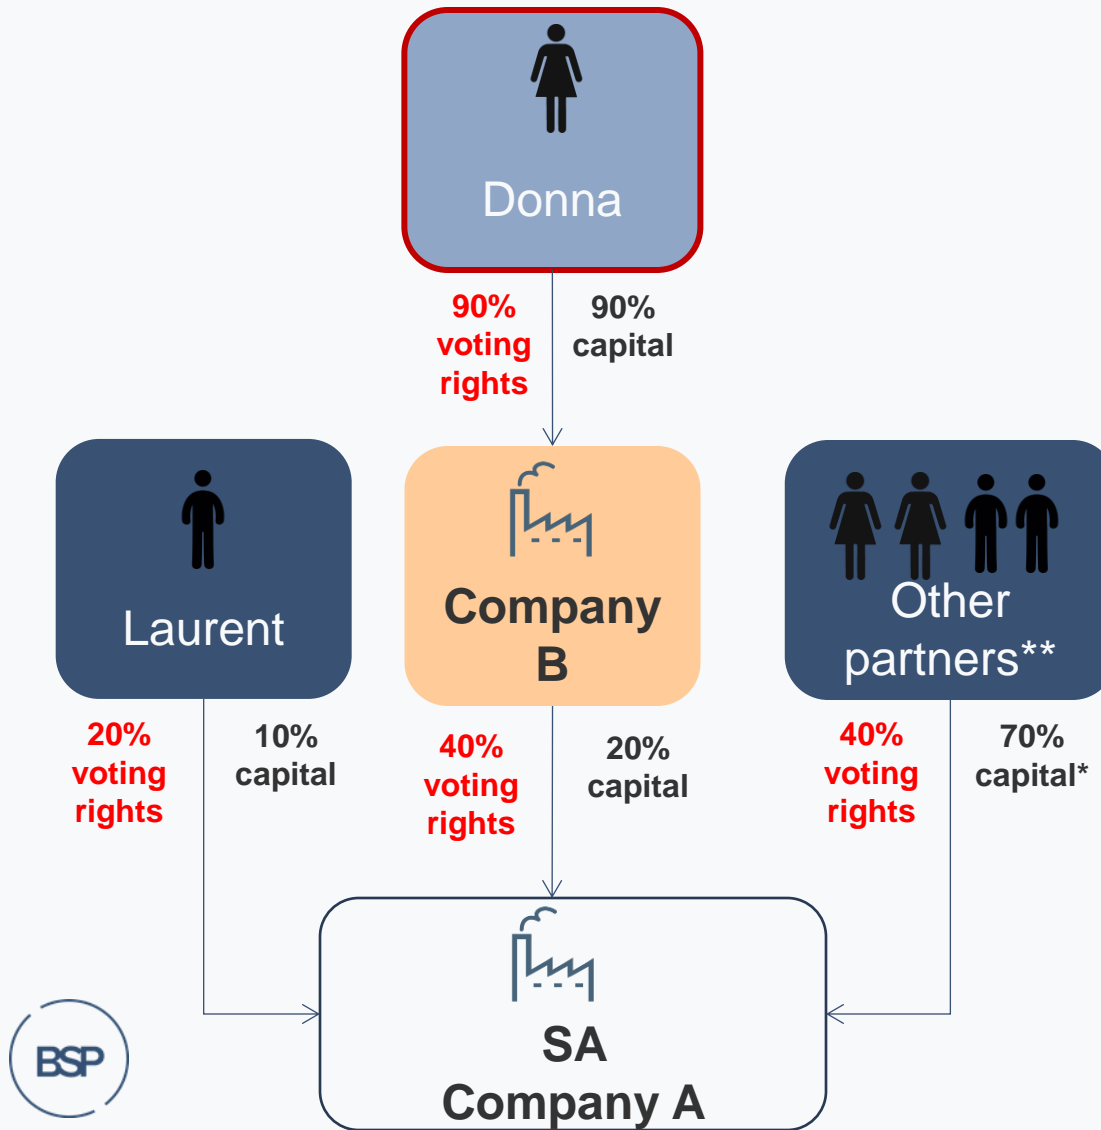 Donna
90%
voting
rights
90%
capital
Laurent
Company
B
Other
partners**
20%
voting
rights
10%
capital
40%
voting
rights
20%
capital
40%
voting
rights
70%
capital*
SA
Company A
BSP